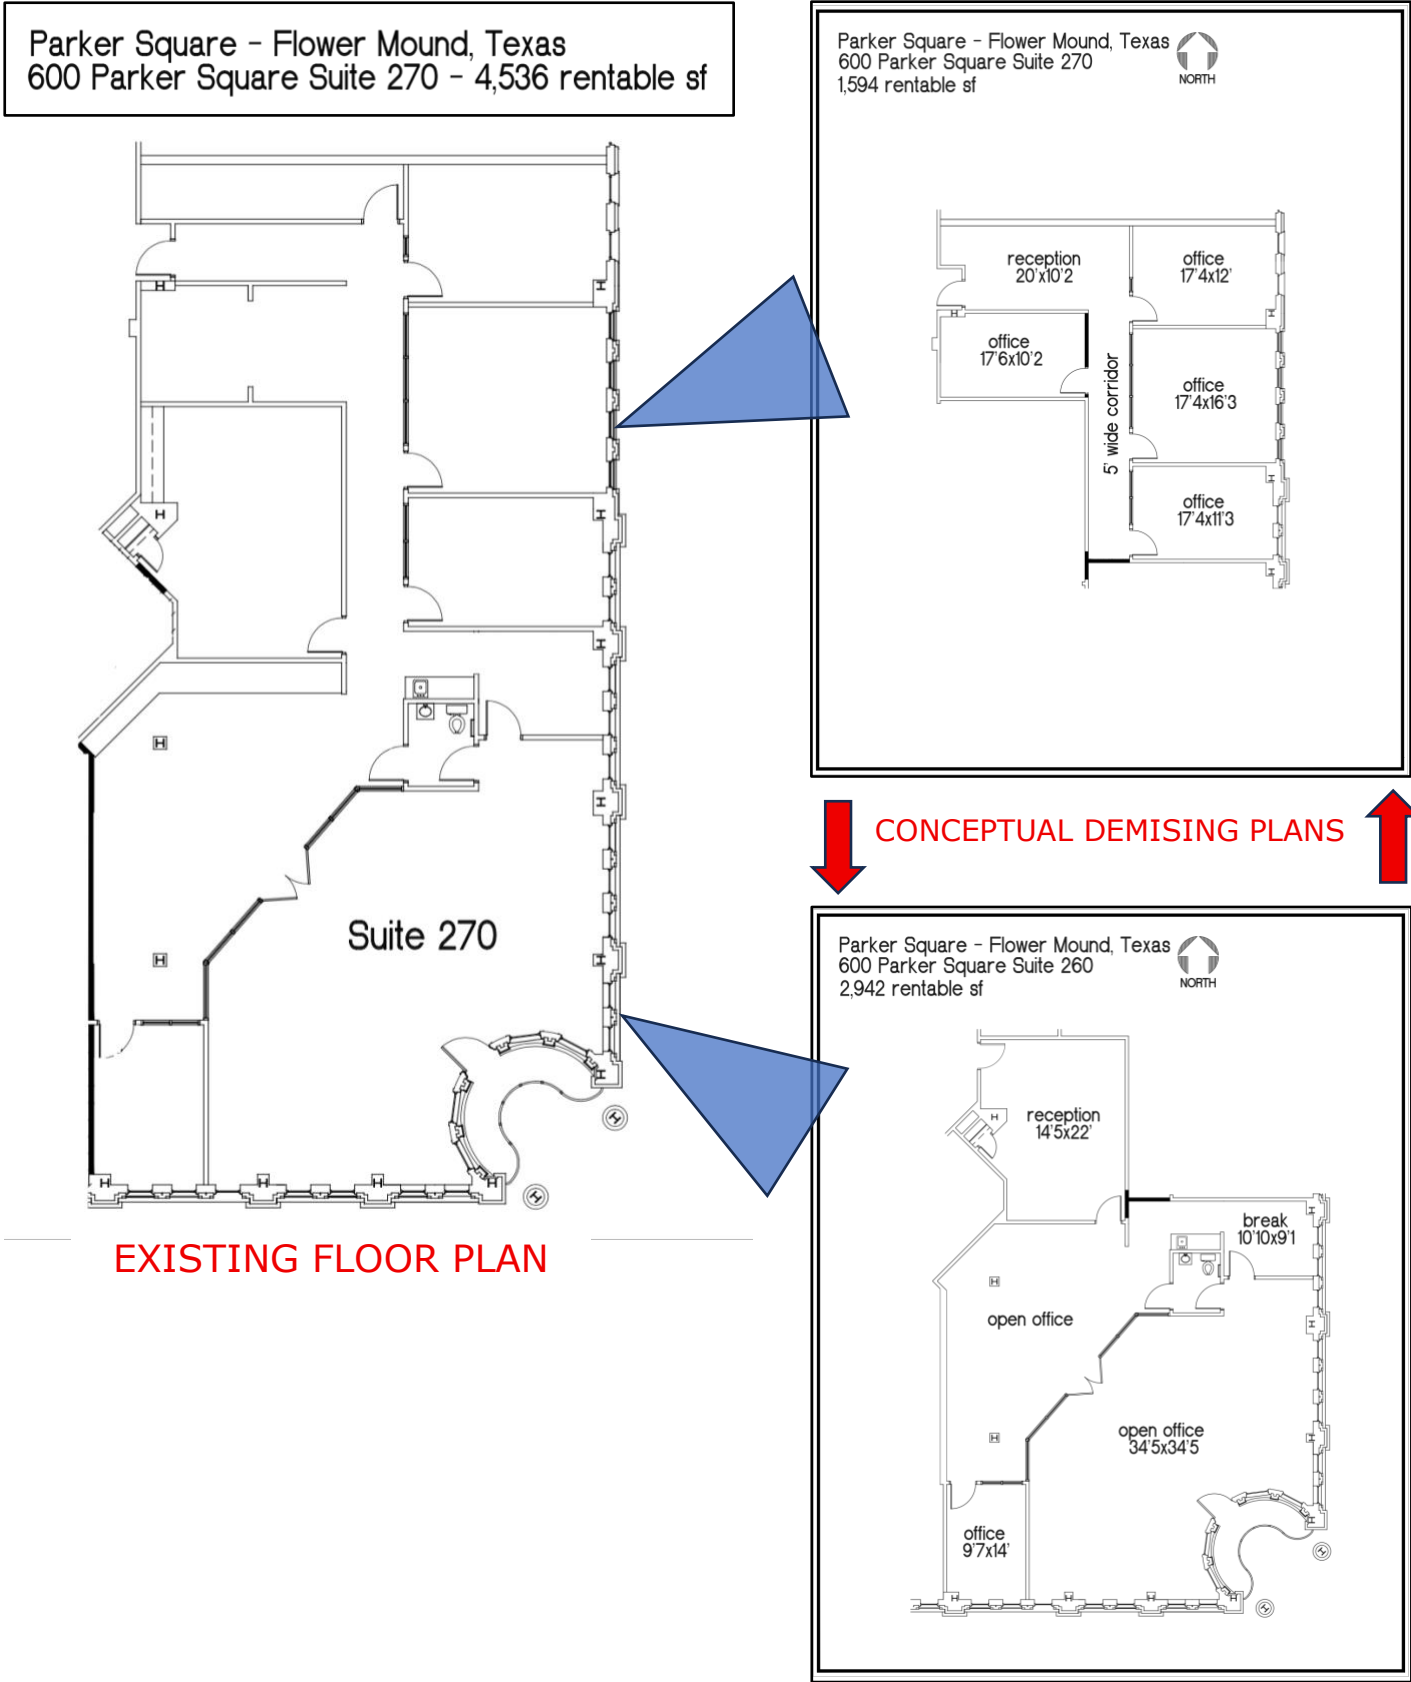 Parker Square - Flower Mound, Texas
600 Parker Square Suite 270 - 4,536 rentable sf
H
H
H
H
H
H
H
H
H
Suite 270
H
H
H
H
H
H
H
H
EXISTING FLOOR PLAN
Parker Square - Flower Mound, Texas
600 Parker Square Suite 270
1,594 rentable sf
NORTH
reception
20'x10'2
office
17'4x12'
H
H
office
17'6x10'2
office
17'4x16'3
5' wide corridor
H
office
17'4x11'3
H
CONCEPTUAL DEMISING PLANS
Parker Square - Flower Mound, Texas
600 Parker Square Suite 260
2,942 rentable sf
NORTH
H
reception
14'5x22'
H
break
10'10x9'1
H
open office
H
H
open office
34'5x34'5
H
H
office
9'7x14'
H
H
H
H
H
H